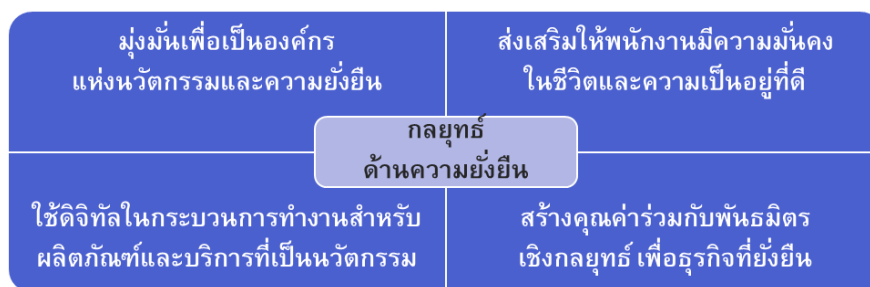 มุ่งมั่นเพื่อเป็นองค์กร
แห่งนวัตกรรมและความยั่งยืน
ส่งเสริมให้พนักงานมีความมั่นคง
ในชีวิตและความเป็นอยู่ที่ดี
กลยุทธ์
ด้านความยั่งยืน
ใช้ดิจิทัลในกระบวนการทำงานสำหรับ
ผลิตภัณฑ์และบริการที่เป็นนวัตกรรม
สร้างคุณค่าร่วมกับพันธมิตร
เชิงกลยุทธ์ เพื่อธุรกิจที่ยั่งยืน